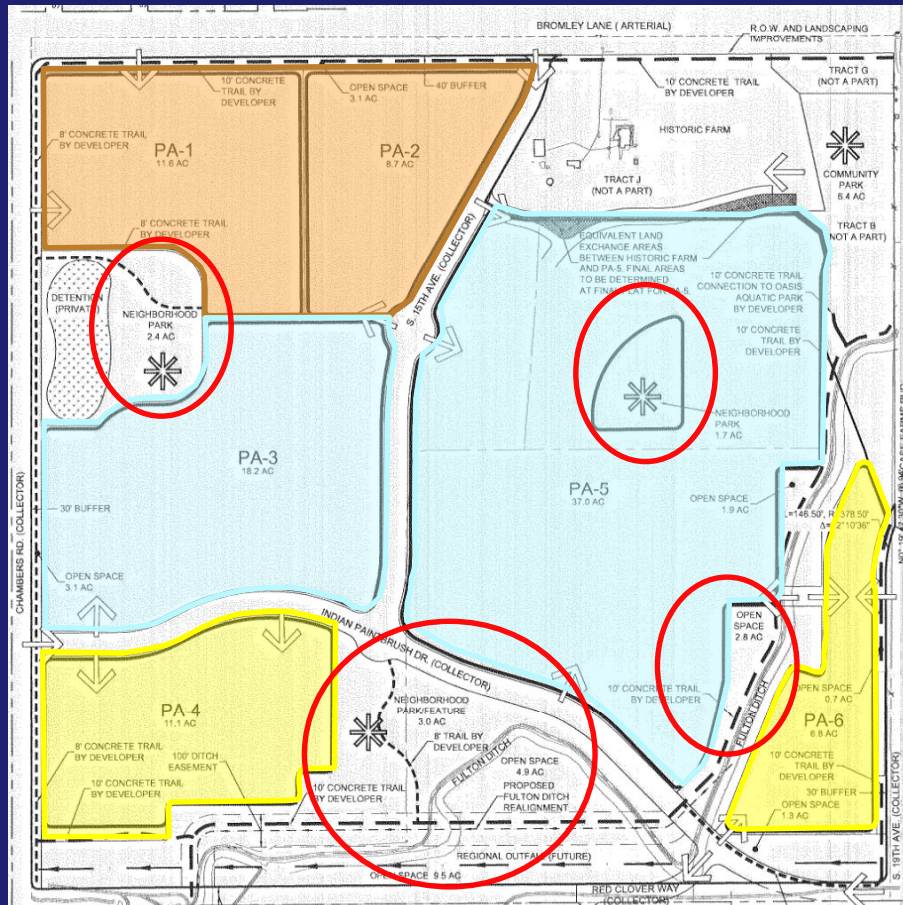 BROMLEY LANE ( ARTERIAL)
R.O.W. AND LANDSCAPING
IMPROVEMENTS
10' CONCRETE
TRAIL BY
DEVELOPER
OPEN SPACE
3.1 AC
40' BUFFER
10' CONCRETE TRAIL
BY DEVELOPER
TRACT G
(NOT A PART)
8' CONCRETE TRAIL
BY DEVELOPER
PA-1
11.6 AC
PA-2
8.7 AC
HISTORIC FARM
TRACT J
(NOT A PART)
COMMUNITY
PARK
6.4 AC
8' CONCRETE TRAIL
BY DEVELOPER
TRACT B
(NOT A PART)
S. 15TH AVE. (COLLECTOR)
EQUIVALENT LAND
EXCHANGE AREAS
BETWEEN HISTORIC FARM
AND PA-5. FINAL AREAS
TO BE DETERMINED
AT FINAL PLAT FOR PA-5.
10' CONCRETE TRAIL
CONNECTION TO OASIS
AQUATIC PARK
BY DEVELOPER
DETENTION
(PRIVATE)
NEIGHBORHOOD
PARK
2.4 AC
10' CONCRETE
TRAIL BY
DEVELOPER
NEIGHBORHOOD
PARK
1.7 AC
PA-3
18.2 AC
PA-5
37.0 AC
OPEN SPACE
1.9 AC
30' BUFFER
L=146.50', R=378.50'
CHAMBERS RD. (COLLECTOR)
OPEN SPACE
3.1 AC
INDIAN PAINTBRUSH DR. (COLLECTOR)
OPEN
SPACE
2.8 AC
10' CONCRETE TRAIL
BY DEVELOPER
FULTON DITCH
OPEN SPACE
0.7 AC
PA-4
11.1 AC
NEIGHBORHOOD
PARK/FEATURE
3.0 AC
PA-6
6.8 AC
8' CONCRETE TRAIL
BY DEVELOPER
100' DITCH
EASEMENT
8' TRAIL BY
DEVELOPER
FULTON DITCH
10' CONCRETE
TRAIL BY
DEVELOPER
OPEN SPACE
4.9 AC
10' CONCRETE TRAIL
BY DEVELOPER
10' CONCRETE TRAIL
BY DEVELOPER
PROPOSED
FULTON DITCH
REALIGNMENT
30' BUFFER
OPEN SPACE
1.3 AC
S. 19TH AVE. (COLLECTOR)
REGIONAL OUTFALL (FUTURE)
OPEN SPACE 9.5 AC
RED CLOVER WAY
(COLLECTOR)